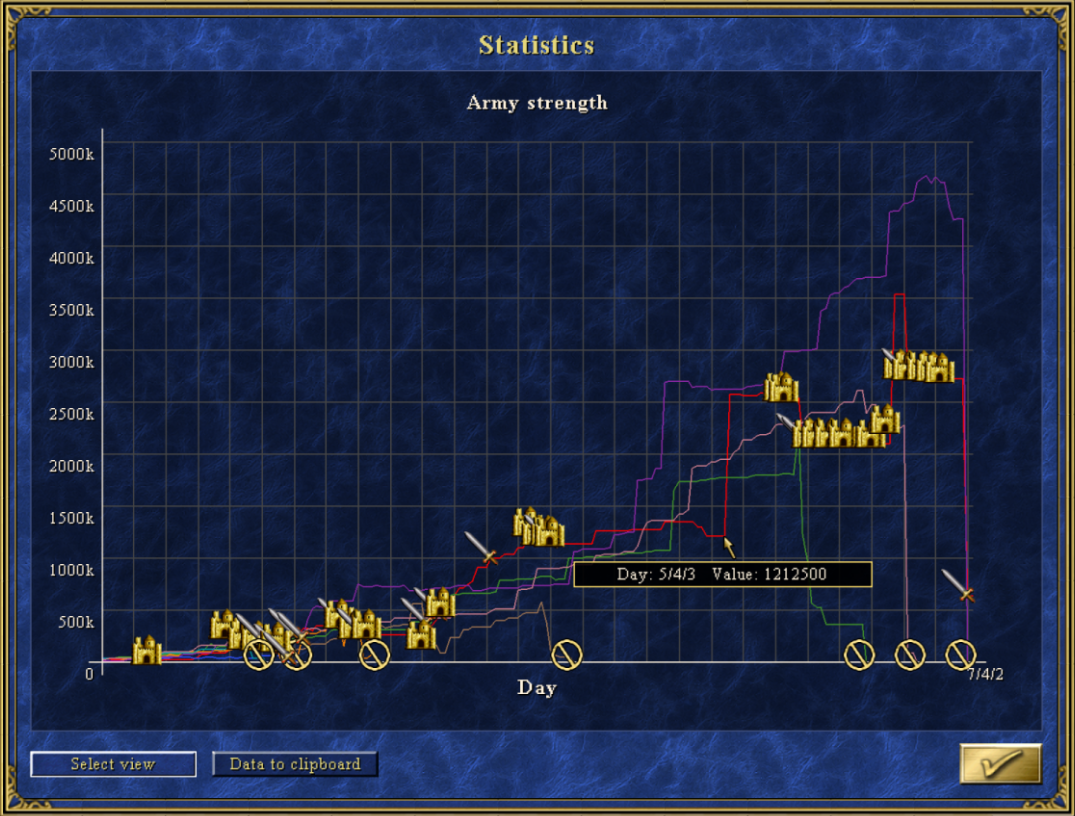 Statistics
Army strength
5000k
4500k
4000k
3500k
3000k
2500k
2000k
1500k
1000k
500k
0
Day: 5/4/3 Value: 1212500
7/4/2
Day
Select view
Data to clipboard